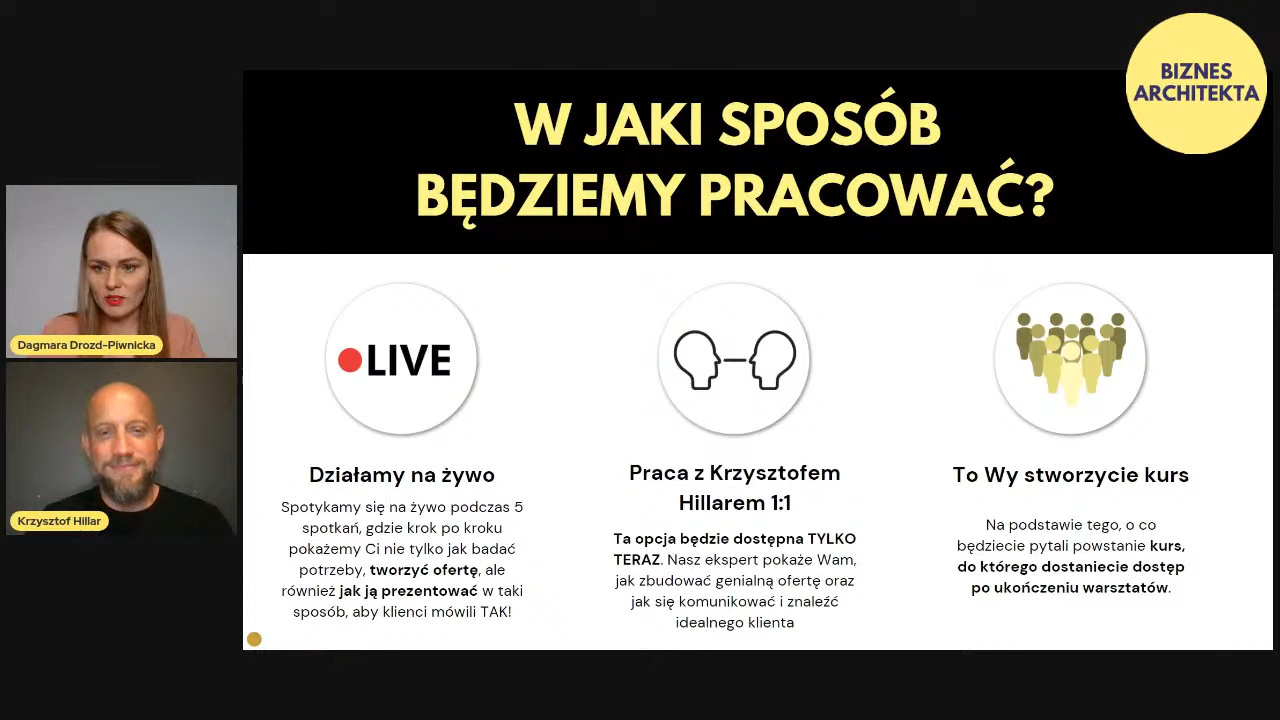 BIZNES
ARCHITEKTA
W JAKI SPOSÓB
BĘDZIEMY PRACOWAĆ?
Dagmara Drozd-Piwnicka
Krzysztof Hillar
LIVE
Działamy na żywo
Spotykamy się na żywo podczas 5
spotkań, gdzie krok po kroku
pokażemy Ci nie tylko jak badać
potrzeby, tworzyć ofertę, ale
również jak ją prezentować w taki
sposób, aby klienci mówili TAK!
Praca z Krzysztofem
Hillarem 1:1
Ta opcja będzie dostępna TYLKO
TERAZ. Nasz ekspert pokaże Wam,
jak zbudować genialną ofertę oraz
jak się komunikować i znaleźć
idealnego klienta
To Wy stworzycie kurs
Na podstawie tego, o co
będziecie pytali powstanie kurs,
do którego dostaniecie dostęp
po ukończeniu warsztatów.